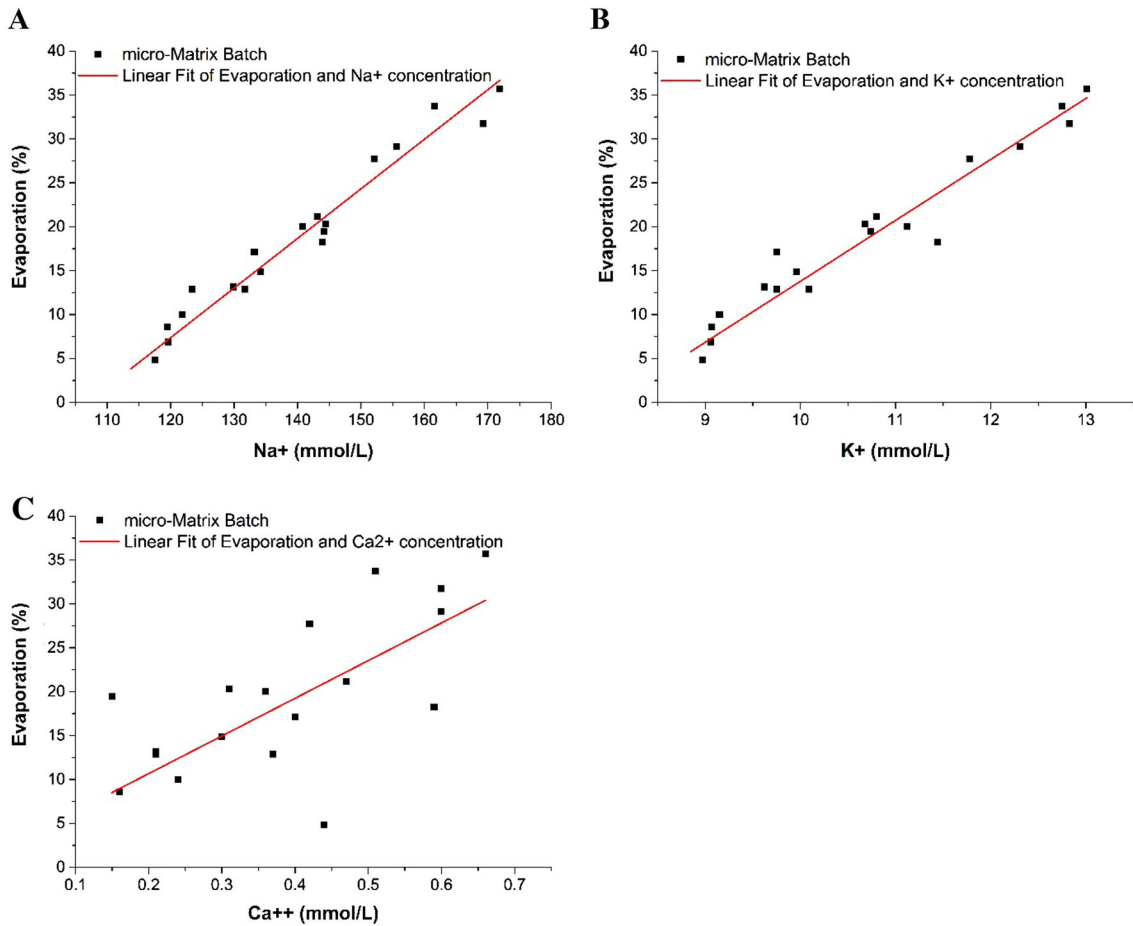 A
micro-Matrix Batch
Linear Fit of Evaporation and Na+ concentration
40
35
30
25
20
15
10
5
0
Evaporation (%)
110 120 130 140 150 160 170 180
Na+ (mmol/L)
B
micro-Matrix Batch
Linear Fit of Evaporation and K+ concentration
40
35
30
25
20
15
10
5
0
Evaporation (%)
9 10 11 12 13
K+ (mmol/L)
C
micro-Matrix Batch
Linear Fit of Evaporation and Ca2+ concentration
40
35
30
25
20
15
10
5
0
Evaporation (%)
0.1 0.2 0.3 0.4 0.5 0.6 0.7
Ca++ (mmol/L)